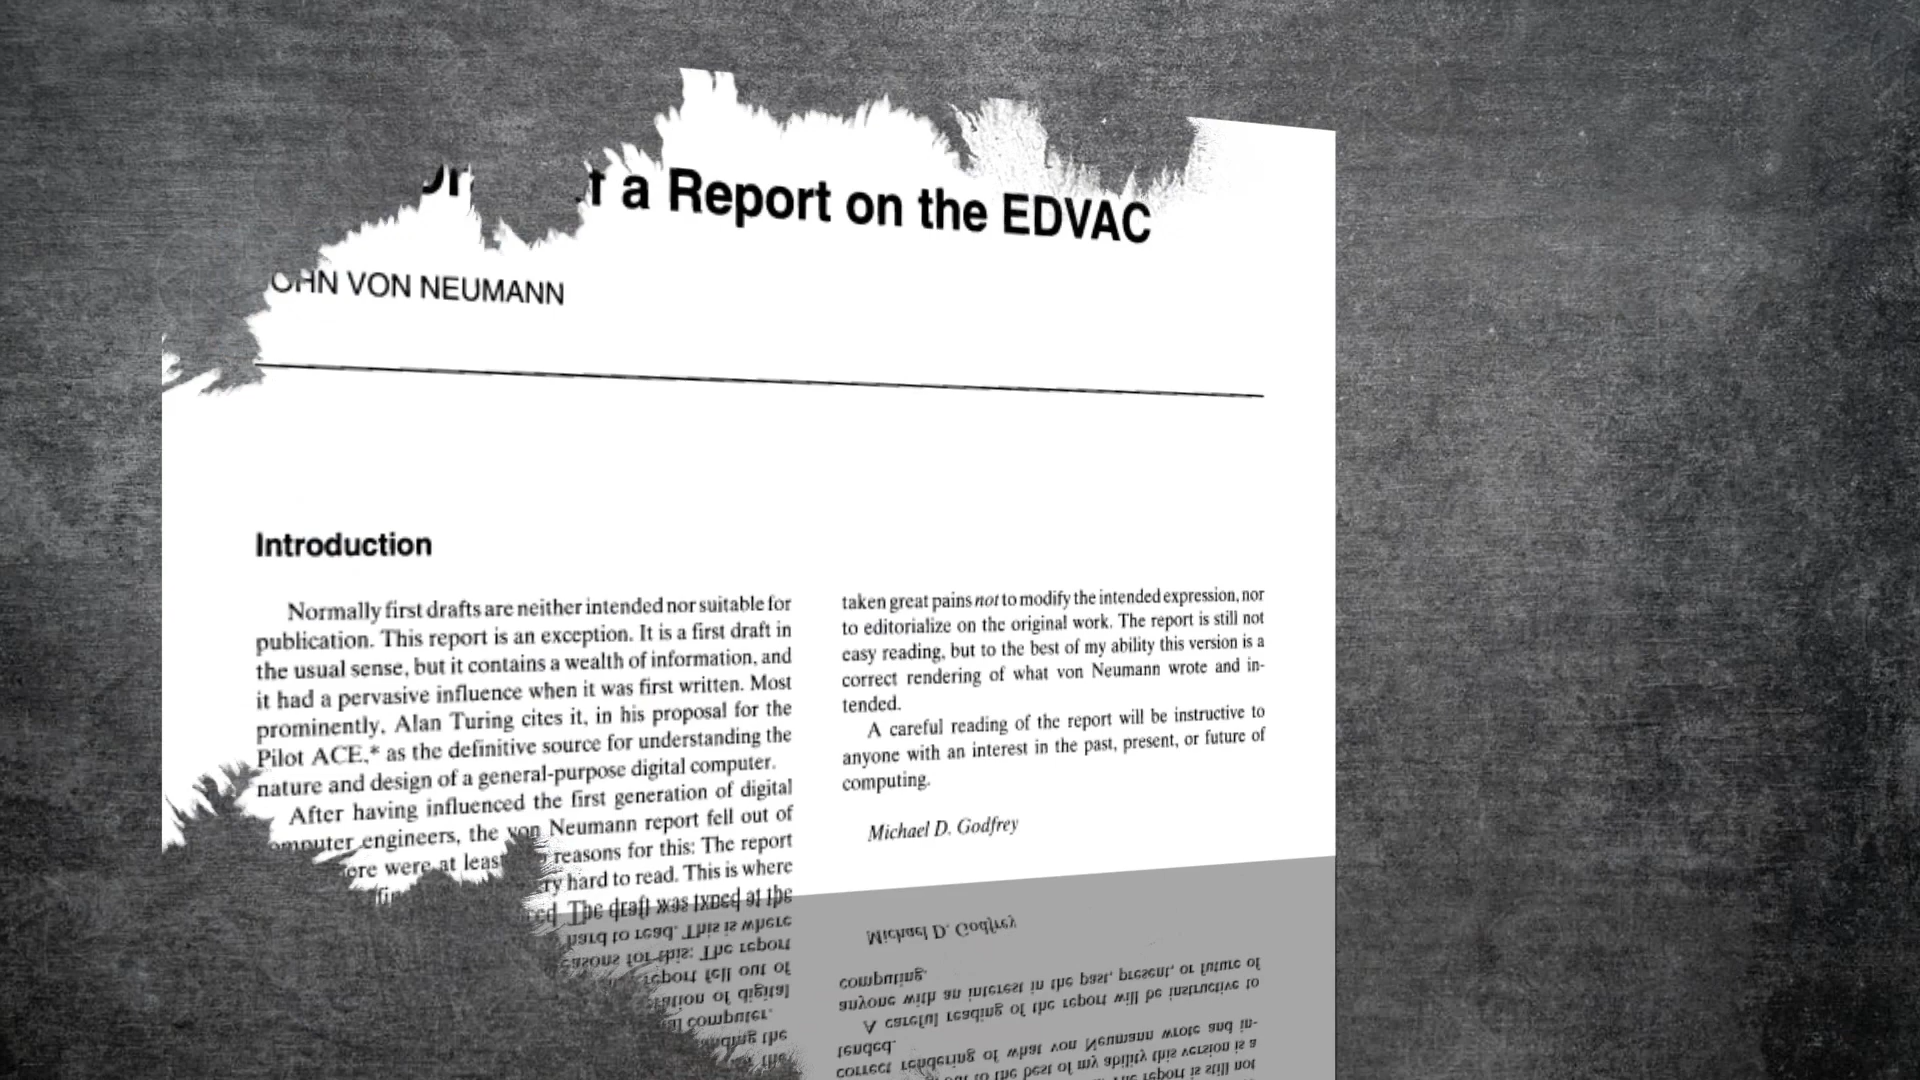 a Report on the EDVAC
JOHN VON NEUMANN
Introduction
Normally first drafts are neither intended nor suitable for
publication. This report is an exception. It is a first draft in
the usual sense, but it contains a wealth of information, and
it had a pervasive influence when it was first written. Most
prominently, Alan Turing cites it, in his proposal for the
Pilot ACE,* as the definitive source for understanding the
nature and design of a general-purpose digital computer.
After having influenced the first generation of digital
computer engineers, the von Neumann report fell out of
were at least reasons for this: The report
hard to read. This is where
The draft was typed at the
taken great pains not to modify the intended expression, nor
to editorialize on the original work. The report is still not
easy reading, but to the best of my ability this version is a
correct rendering of what von Neumann wrote and in-
tended.
A careful reading of the report will be instructive to
anyone with an interest in the past, present, or future of
computing.
Michael D. Godfrey